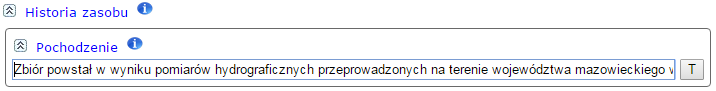 Historia zasobu
Pochodzenie
Zbiór powstał w wyniku pomiarów hydrograficznych przeprowadzonych na terenie województwa mazowieckiego
T